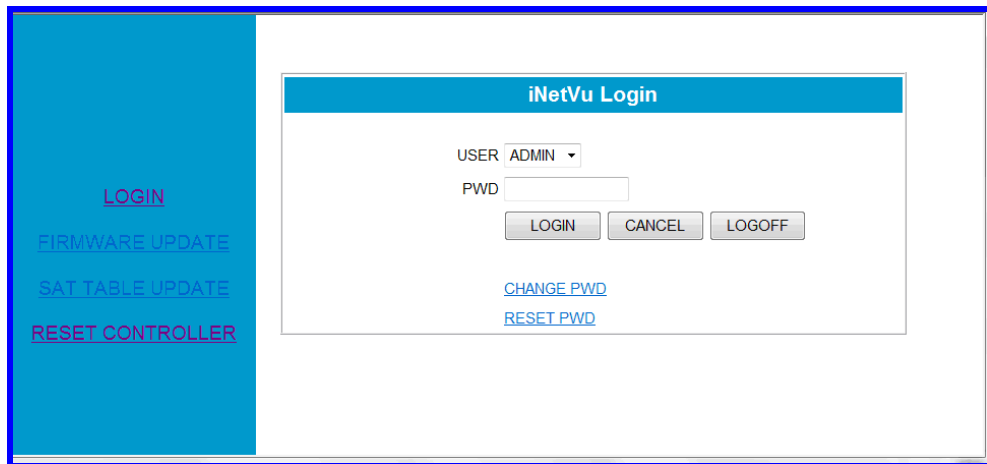 LOGIN
FIRMWARE UPDATE
SAT TABLE UPDATE
RESET CONTROLLER
iNetVu Login
USER ADMIN
PWD
LOGIN CANCEL LOGOFF
CHANGE PWD
RESET PWD